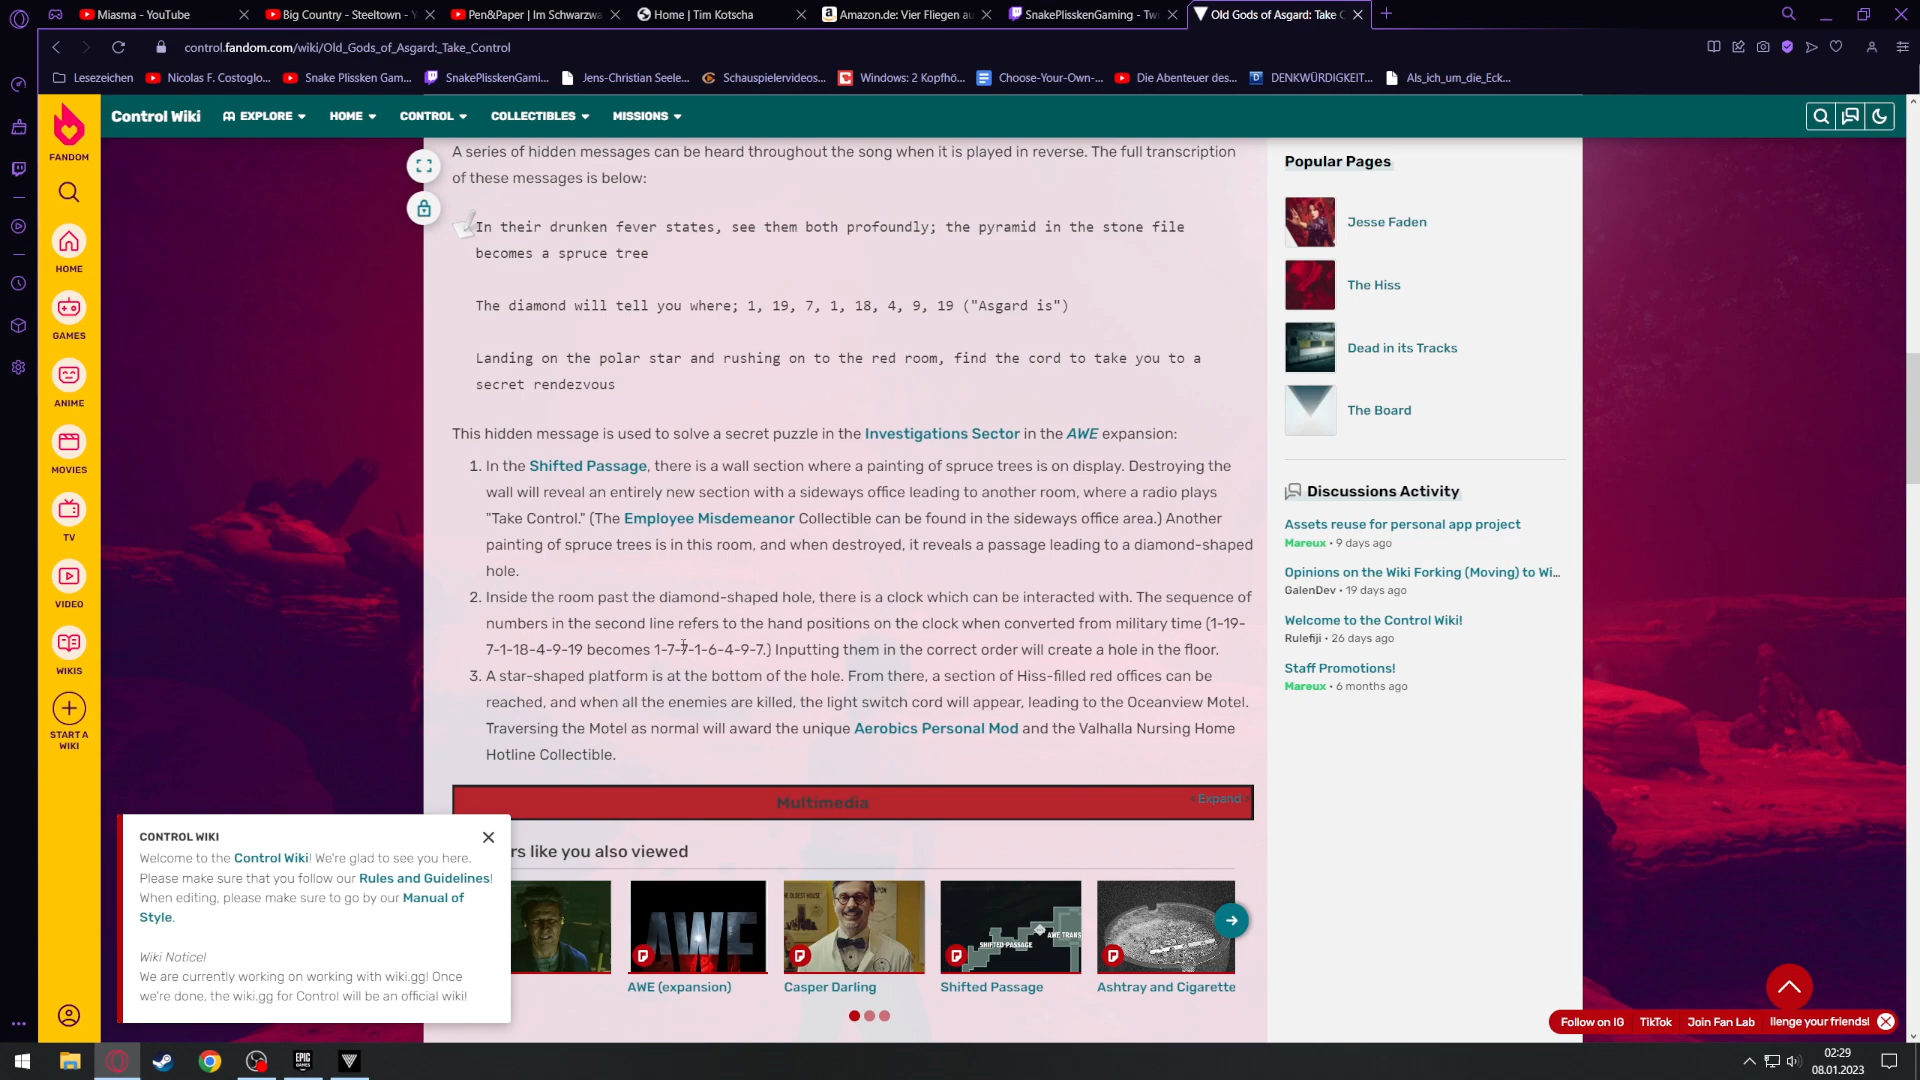 Miasma - YouTube
Big Country - Steeltown - Y
Pen&Paper | Im Schwarzwa
Home | Tim Kotscha
Amazon.de: Vier Fliegen au
SnakePlisskenGaming - Twi
Old Gods of Asgard: Take C
control.fandom.com/wiki/Old_Gods_of_Asgard:_Take_Control
Lesezeichen
Nicolas F. Costoglo...
Snake Plissken Gam...
SnakePlisskenGami...
Jens-Christian Seele...
Schauspielervideos...
Windows: 2 Kopfhö...
Choose-Your-Own-...
Die Abenteuer des...
DENKWÜRDIGKEIT...
Als_ich_um_die_Eck...
Control Wiki
EXPLORE
HOME
CONTROL
COLLECTIBLES
MISSIONS
FANDOM
HOME
GAMES
ANIME
MOVIES
TV
VIDEO
WIKIS
START A
WIKI
A series of hidden messages can be heard throughout the song when it is played in reverse. The full transcription
of these messages is below:
In their drunken fever states, see them both profoundly; the pyramid in the stone file
becomes a spruce tree
The diamond will tell you where; 1, 19, 7, 1, 18, 4, 9, 19 ("Asgard is")
Landing on the polar star and rushing on to the red room, find the cord to take you to a
secret rendezvous
This hidden message is used to solve a secret puzzle in the Investigations Sector in the AWE expansion:
1. In the Shifted Passage, there is a wall section where a painting of spruce trees is on display. Destroying the
wall will reveal an entirely new section with a sideways office leading to another room, where a radio plays
"Take Control." (The Employee Misdemeanor Collectible can be found in the sideways office area.) Another
painting of spruce trees is in this room, and when destroyed, it reveals a passage leading to a diamond-shaped
hole.
2. Inside the room past the diamond-shaped hole, there is a clock which can be interacted with. The sequence of
numbers in the second line refers to the hand positions on the clock when converted from military time (1-19-
7-1-18-4-9-19 becomes 1-7-7-1-6-4-9-7.) Inputting them in the correct order will create a hole in the floor.
3. A star-shaped platform is at the bottom of the hole. From there, a section of Hiss-filled red offices can be
reached, and when all the enemies are killed, the light switch cord will appear, leading to the Oceanview Motel.
Traversing the Motel as normal will award the unique Aerobics Personal Mod and the Valhalla Nursing Home
Hotline Collectible.
Multimedia
Expand
rs like you also viewed
AWE
SHIFTED PASSAGE
AWE TRANS
AWE (expansion)
Casper Darling
Shifted Passage
Ashtray and Cigarette
Popular Pages
Jesse Faden
The Hiss
Dead in its Tracks
The Board
Discussions Activity
Assets reuse for personal app project
Mareux • 9 days ago
Opinions on the Wiki Forking (Moving) to Wi...
GalenDev • 19 days ago
Welcome to the Control Wiki!
Rulefiji • 26 days ago
Staff Promotions!
Mareux • 6 months ago
CONTROL WIKI
Welcome to the Control Wiki! We're glad to see you here.
Please make sure that you follow our Rules and Guidelines!
When editing, please make sure to go by our Manual of
Style.
Wiki Notice!
We are currently working on working with wiki.gg! Once
we're done, the wiki.gg for Control will be an official wiki!
Follow on IG
TikTok
Join Fan Lab
llenge your friends!
EPIC
GAMES
02:29
08.01.2023